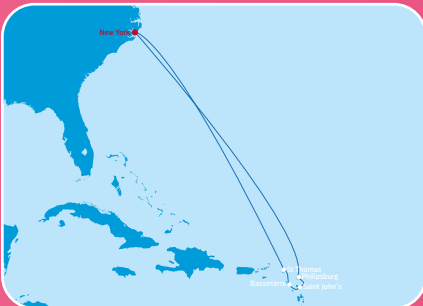 New York
St Thomas
Philipsburg
Basseterre
Saint John's